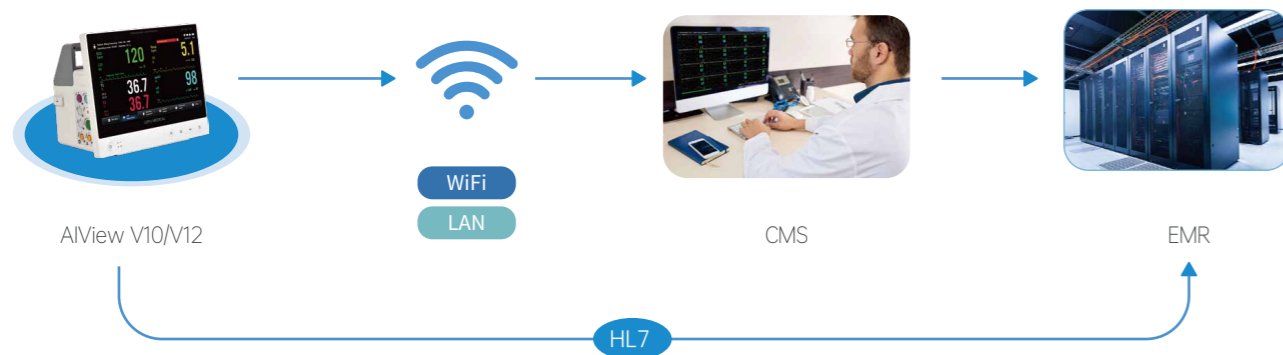 120
5.1
36.7
98
36.7
WiFi
LAN
AIView V10/V12
CMS
EMR
HL7